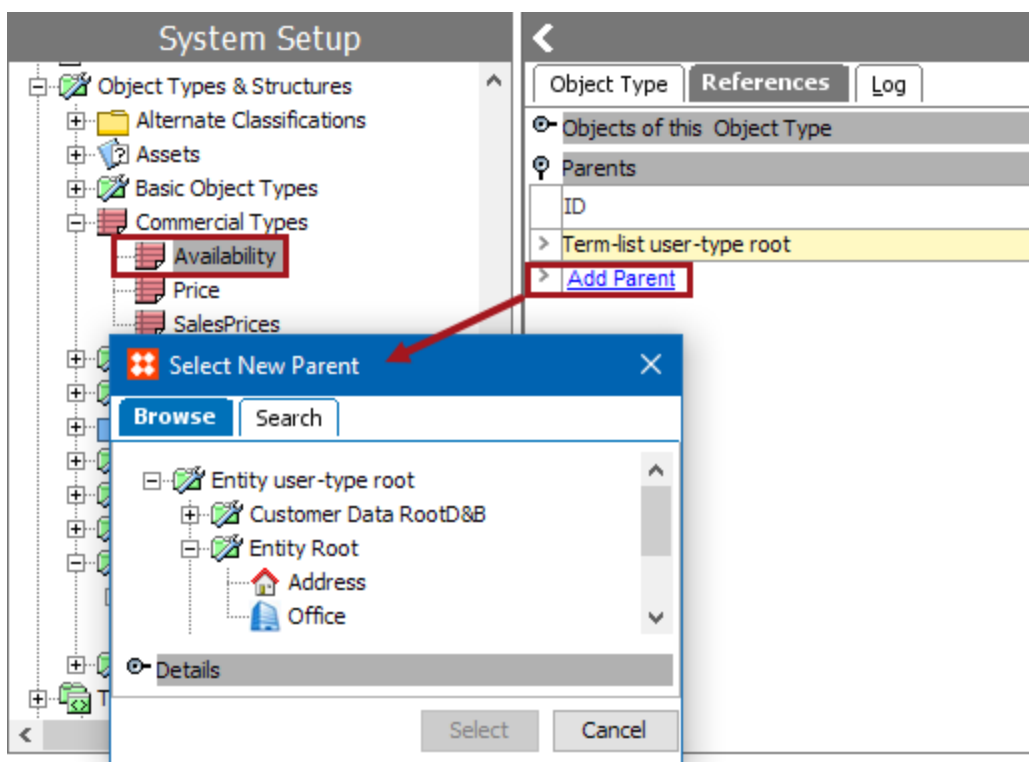 System Setup
Object Types & Structures
Alternate Classifications
Assets
Basic Object Types
Commercial Types
Availability
Price
SalesPrices
T
Object Type
References
Log
Objects of this Object Type
Parents
ID
Term-list user-type root
Add Parent
Select New Parent
Browse
Search
Entity user-type root
Customer Data RootD&B
Entity Root
Address
Office
Details
Select
Cancel